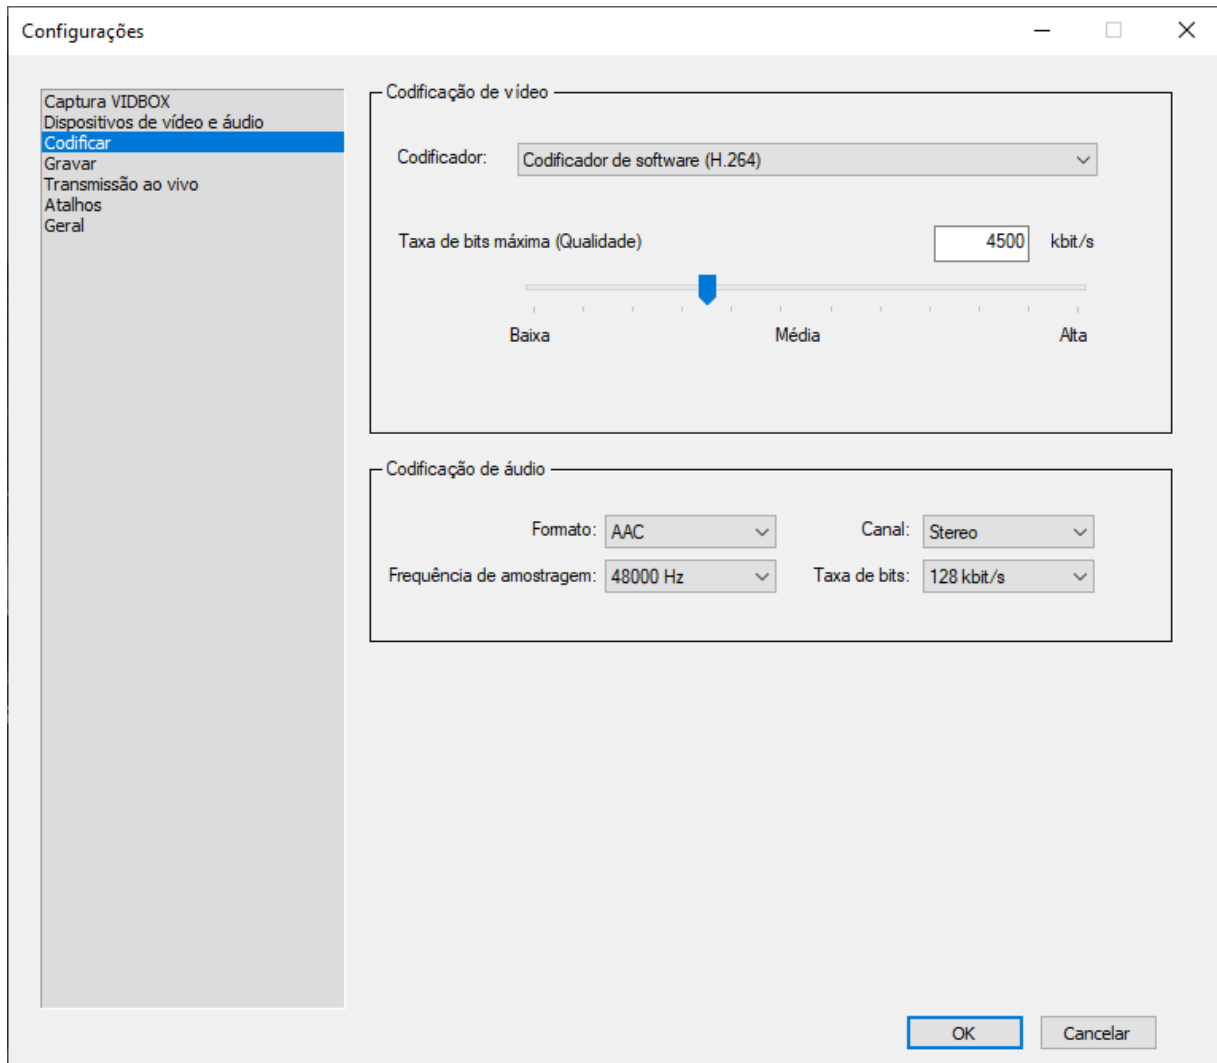 Configurações
Captura VIDBOX
Dispositivos de vídeo e áudio
Codificar
Gravar
Transmissão ao vivo
Atalhos
Geral
Codificação de vídeo
Codificador: Codificador de software (H.264)
Taxa de bits máxima (Qualidade) 4500 kbit/s
Baixa Média Alta
Codificação de áudio
Formato: AAC Canal: Stereo
Frequência de amostragem: 48000 Hz Taxa de bits: 128 kbit/s
OK Cancelar